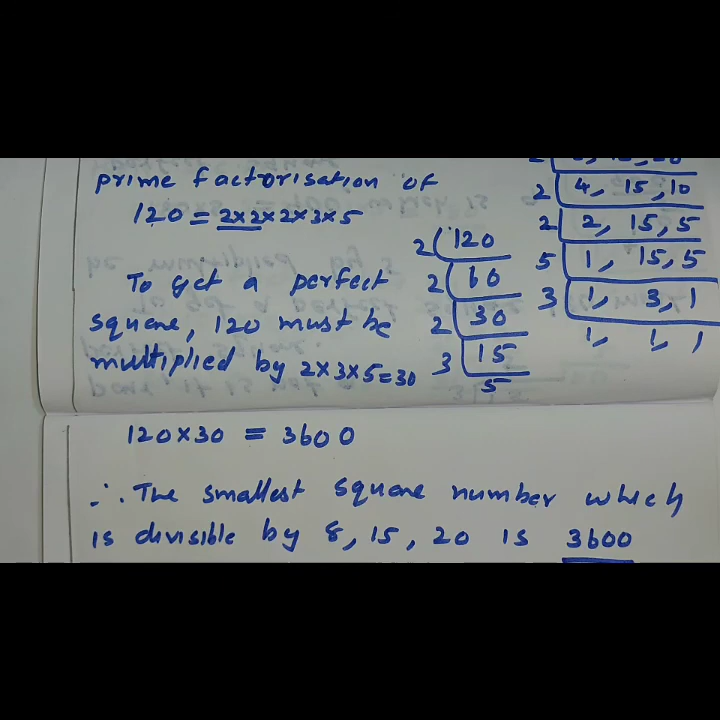 prime factorisation of
120 = 2×2×2×3×5
To get a perfect
square, 120 must be
multiplied by 2×3×5=30
2 120
2 60
2 30
3 15
5
2 4, 15, 10
2 2, 15, 5
5 1, 15, 5
3 1, 3, 1
1, 1, 1
120×30 = 3600
∴ The smallest square number which
is divisible by 8, 15, 20 is 3600